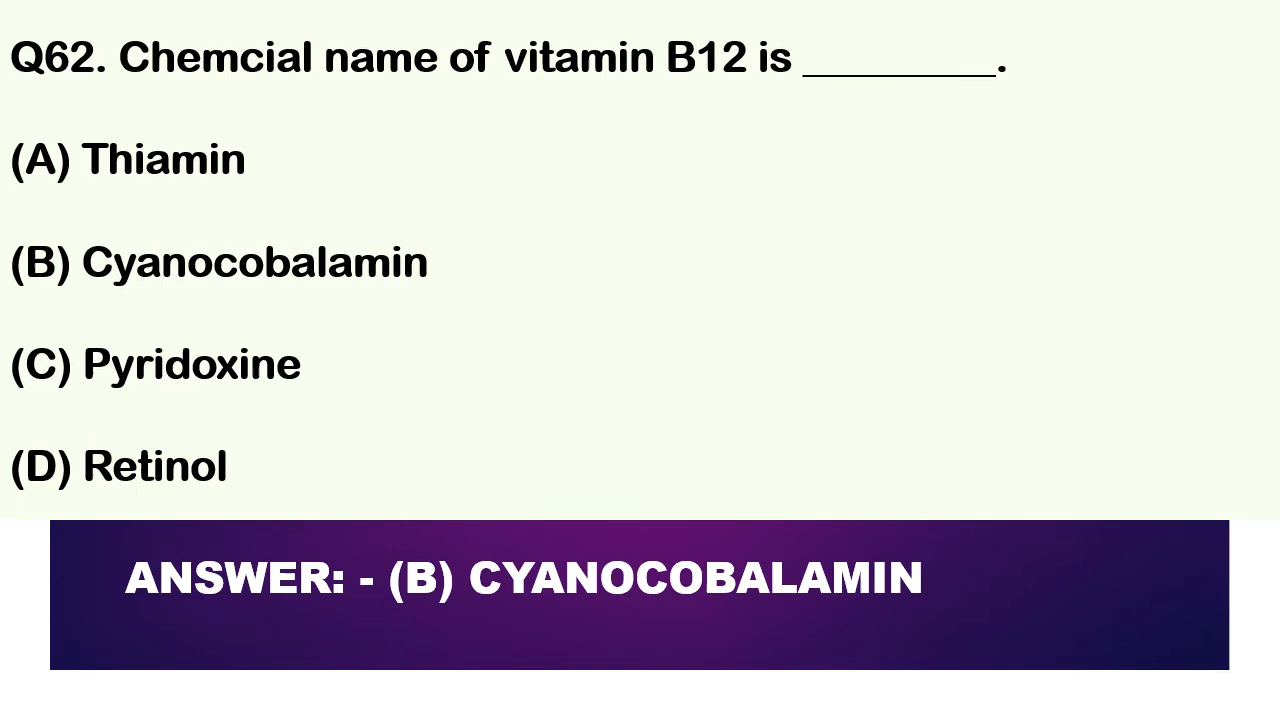 Q62. Chemcial name of vitamin B12 is _________.
(A) Thiamin
(B) Cyanocobalamin
(C) Pyridoxine
(D) Retinol
ANSWER: - (B) CYANOCOBALAMIN